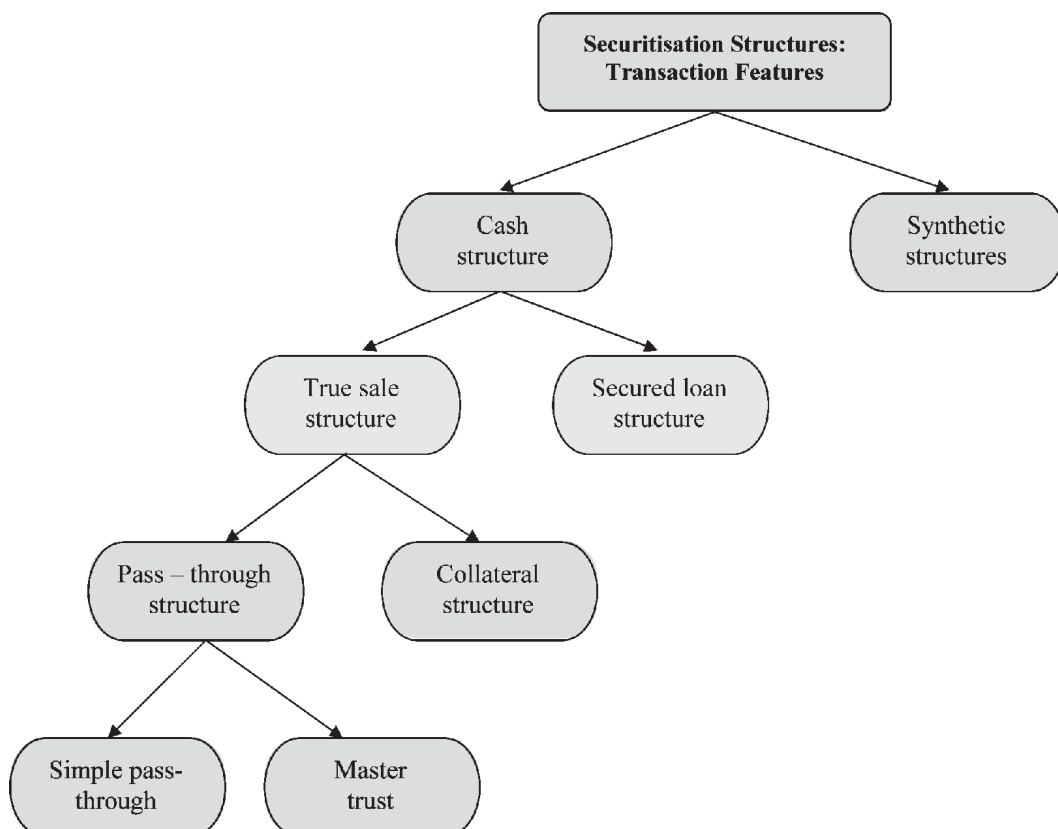 Securitisation Structures:
Transaction Features
Cash
structure
Synthetic
structures
True sale
structure
Secured loan
structure
Pass – through
structure
Collateral
structure
Simple pass-
through
Master
trust